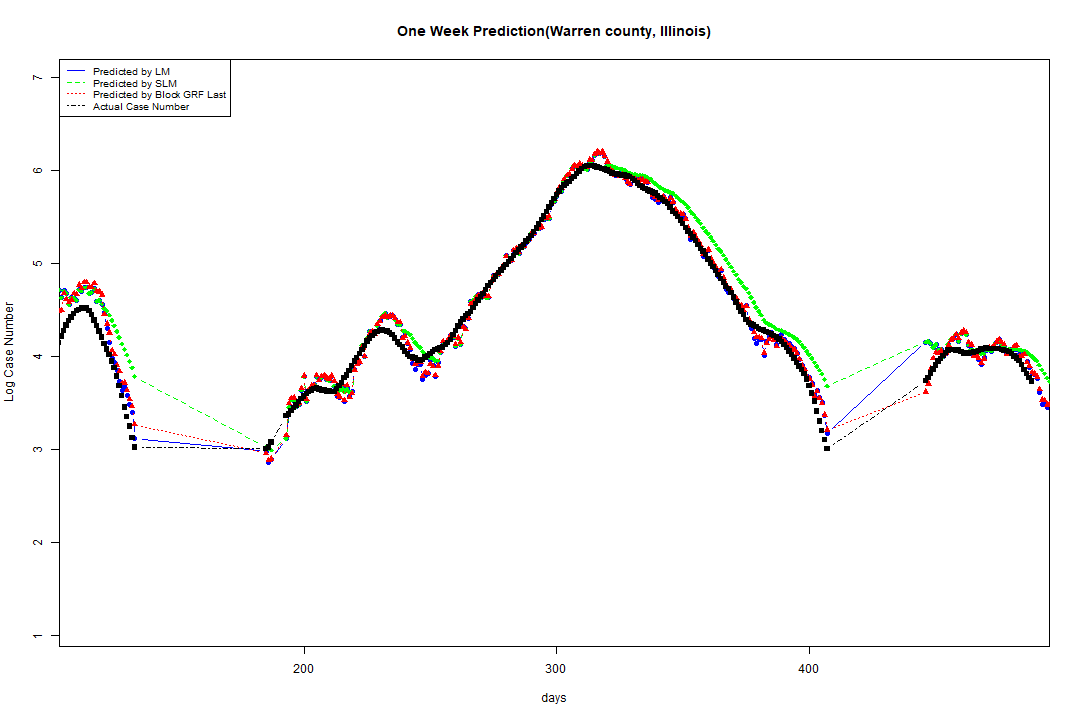 One Week Prediction(Warren county, Illinois)
Predicted by LM
Predicted by SLM
Predicted by Block GRF Last
Actual Case Number
7
6
5
4
3
2
1
Log Case Number
200
300
400
days